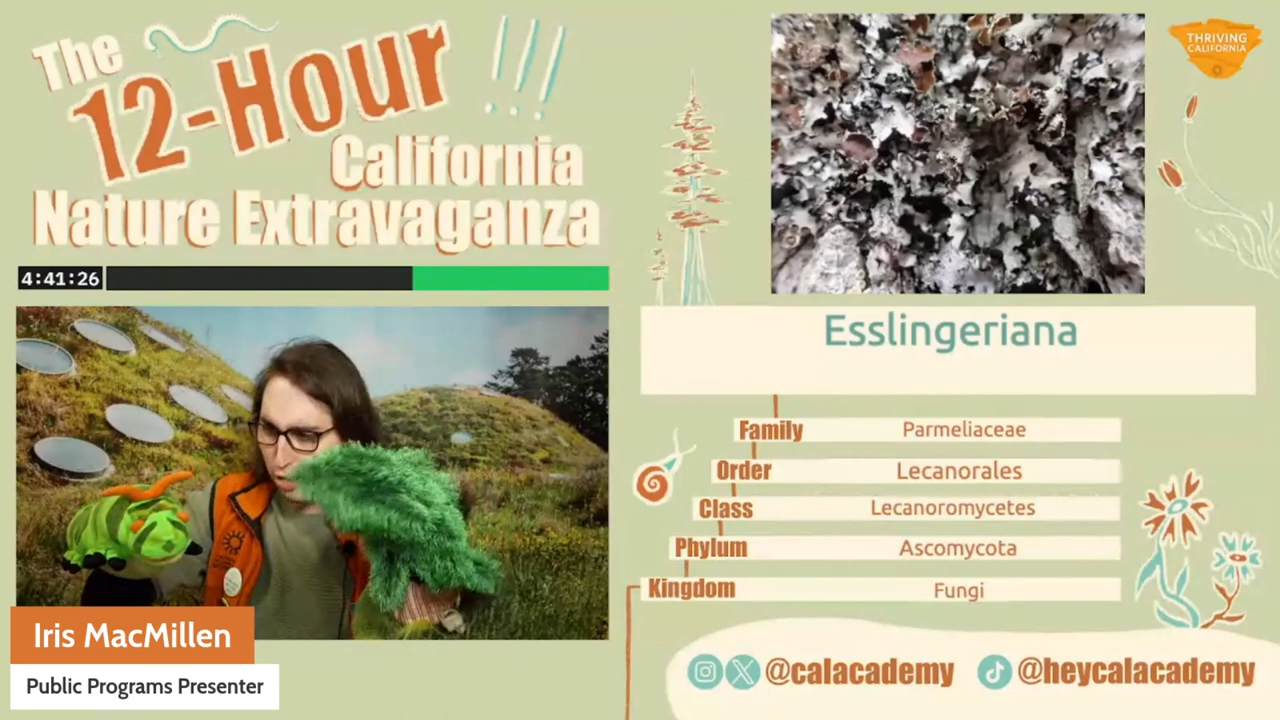 The
12-Hour !!!
California
Nature Extravaganza
4:41:26
THRIVING
CALIFORNIA
Esslingeriana
Family Parmeliaceae
Order Lecanorales
Class Lecanoromycetes
Phylum Ascomycota
Kingdom Fungi
Iris MacMillen
Public Programs Presenter
@calacademy @heycalacademy